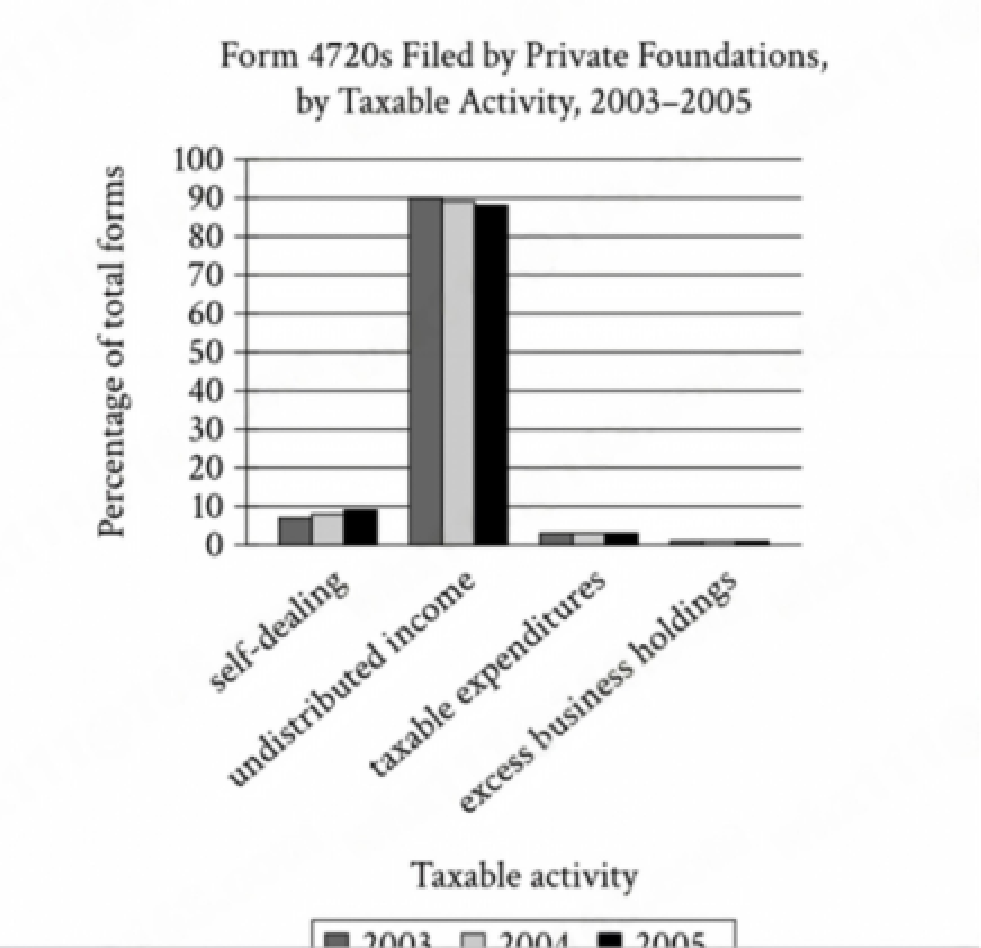 Form 4720s Filed by Private Foundations,
by Taxable Activity, 2003–2005
Percentage of total forms
100
90
80
70
60
50
40
30
20
10
0
self-dealing
undistributed income
taxable expenditures
excess business holdings
Taxable activity
2003 2004 2005